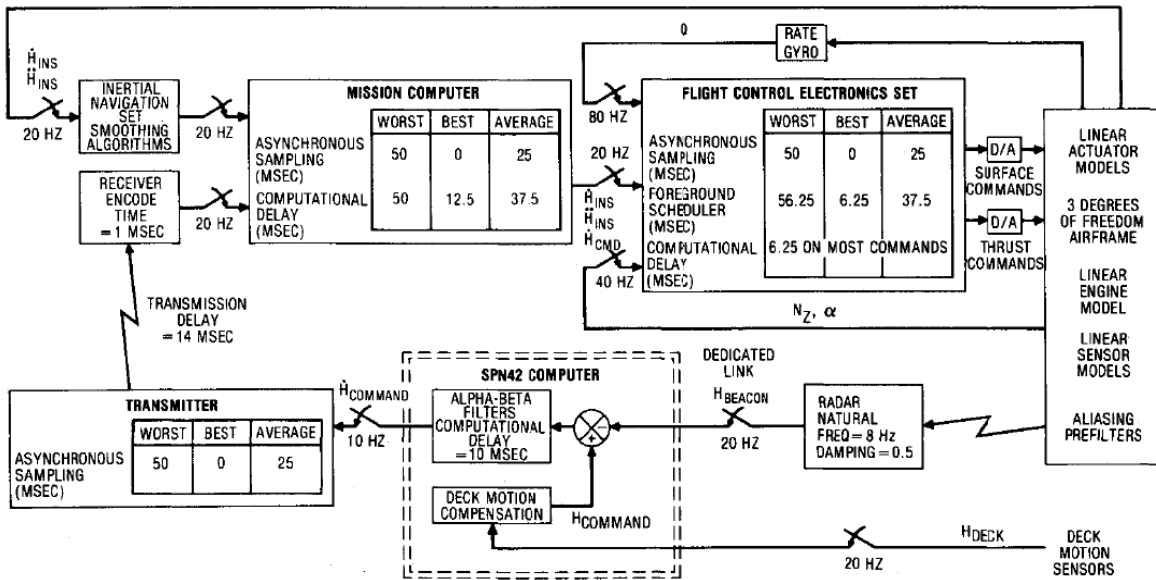 Q
RATE
GYRO
Ḣ_INS
Ḧ_INS
20 HZ
INERTIAL
NAVIGATION
SET
SMOOTHING
ALGORITHMS
20 HZ
MISSION COMPUTER
WORST BEST AVERAGE
ASYNCHRONOUS
SAMPLING
(MSEC)
50 0 25
COMPUTATIONAL
DELAY
(MSEC)
50 12.5 37.5
RECEIVER
ENCODE
TIME
= 1 MSEC
20 HZ
80 HZ
20 HZ
Ḣ_INS
Ḧ_INS
Ḣ_CMD
40 HZ
FLIGHT CONTROL ELECTRONICS SET
WORST BEST AVERAGE
ASYNCHRONOUS
SAMPLING
(MSEC)
50 0 25
FOREGROUND
SCHEDULER
(MSEC)
56.25 6.25 37.5
COMPUTATIONAL
DELAY
(MSEC)
6.25 ON MOST COMMANDS
D/A
SURFACE
COMMANDS
D/A
THRUST
COMMANDS
LINEAR
ACTUATOR
MODELS
3 DEGREES
OF FREEDOM
AIRFRAME
LINEAR
ENGINE
MODEL
LINEAR
SENSOR
MODELS
ALIASING
PREFILTERS
N_Z, α
TRANSMISSION
DELAY
= 14 MSEC
TRANSMITTER
WORST BEST AVERAGE
ASYNCHRONOUS
SAMPLING
(MSEC)
50 0 25
Ḣ_COMMAND
10 HZ
SPN42 COMPUTER
ALPHA-BETA
FILTERS
COMPUTATIONAL
DELAY
= 10 MSEC
−
+
DECK MOTION
COMPENSATION
H_COMMAND
DEDICATED
LINK
H_BEACON
20 HZ
RADAR
NATURAL
FREQ = 8 Hz
DAMPING = 0.5
H_DECK
20 HZ
DECK
MOTION
SENSORS